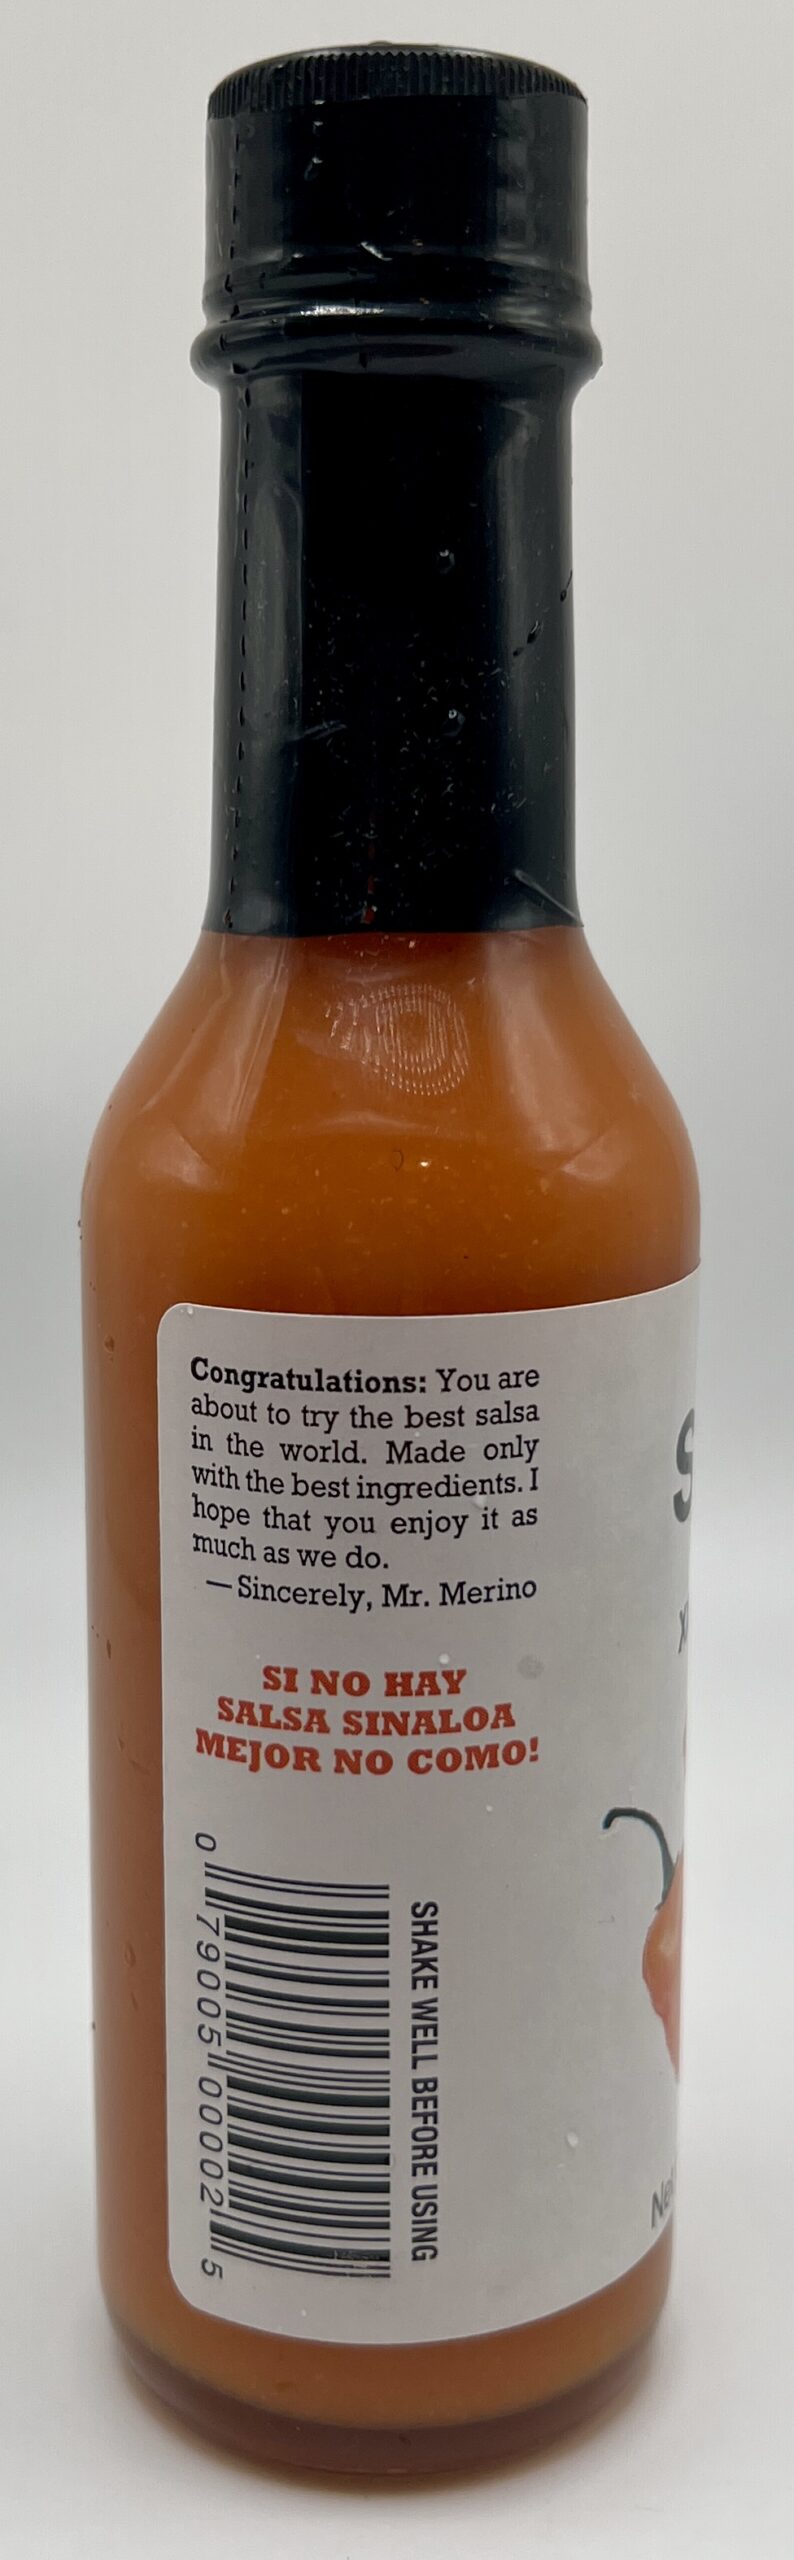 Congratulations: You are
about to try the best salsa
in the world. Made only
with the best ingredients. I
hope that you enjoy it as
much as we do.
— Sincerely, Mr. Merino
SI NO HAY
SALSA SINALOA
MEJOR NO COMO!
SHAKE WELL BEFORE USING
0 79005 00002 5